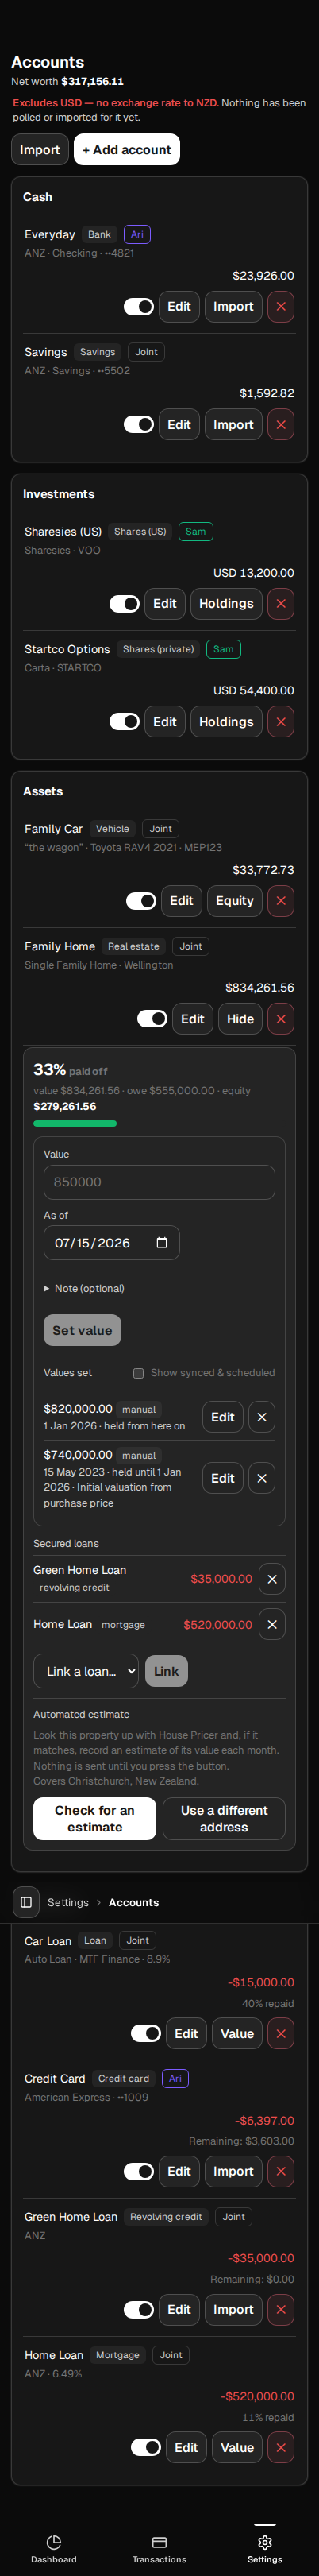 Accounts
Net worth $317,156.11
Excludes USD — no exchange rate to NZD. Nothing has been
polled or imported for it yet.
Import
+ Add account
Cash
Everyday Bank Ari
ANZ · Checking · ••4821
$23,926.00
Edit Import
Savings Savings Joint
ANZ · Savings · ••5502
$1,592.82
Edit Import
Investments
Sharesies (US) Shares (US) Sam
Sharesies · VOO
USD 13,200.00
Edit Holdings
Startco Options Shares (private) Sam
Carta · STARTCO
USD 54,400.00
Edit Holdings
Assets
Family Car Vehicle Joint
“the wagon” · Toyota RAV4 2021 · MEP123
$33,772.73
Edit Equity
Family Home Real estate Joint
Single Family Home · Wellington
$834,261.56
Edit Hide
33% paid off
value $834,261.56 · owe $555,000.00 · equity
$279,261.56
Value
850000
As of
07/15/2026
Note (optional)
Set value
Values set Show synced & scheduled
$820,000.00 manual
1 Jan 2026 · held from here on
Edit
$740,000.00 manual
15 May 2023 · held until 1 Jan
2026 · Initial valuation from
purchase price
Edit
Secured loans
Green Home Loan
revolving credit
$35,000.00
Home Loan mortgage $520,000.00
Link a loan... Link
Automated estimate
Look this property up with House Pricer and, if it
matches, record an estimate of its value each month.
Nothing is sent until you press the button.
Covers Christchurch, New Zealand.
Check for an
estimate
Use a different
address
Settings › Accounts
Car Loan Loan Joint
Auto Loan · MTF Finance · 8.9%
-$15,000.00
40% repaid
Edit Value
Credit Card Credit card Ari
American Express · ••1009
-$6,397.00
Remaining: $3,603.00
Edit Import
Green Home Loan Revolving credit Joint
ANZ
-$35,000.00
Remaining: $0.00
Edit Import
Home Loan Mortgage Joint
ANZ · 6.49%
-$520,000.00
11% repaid
Edit Value
Dashboard Transactions Settings